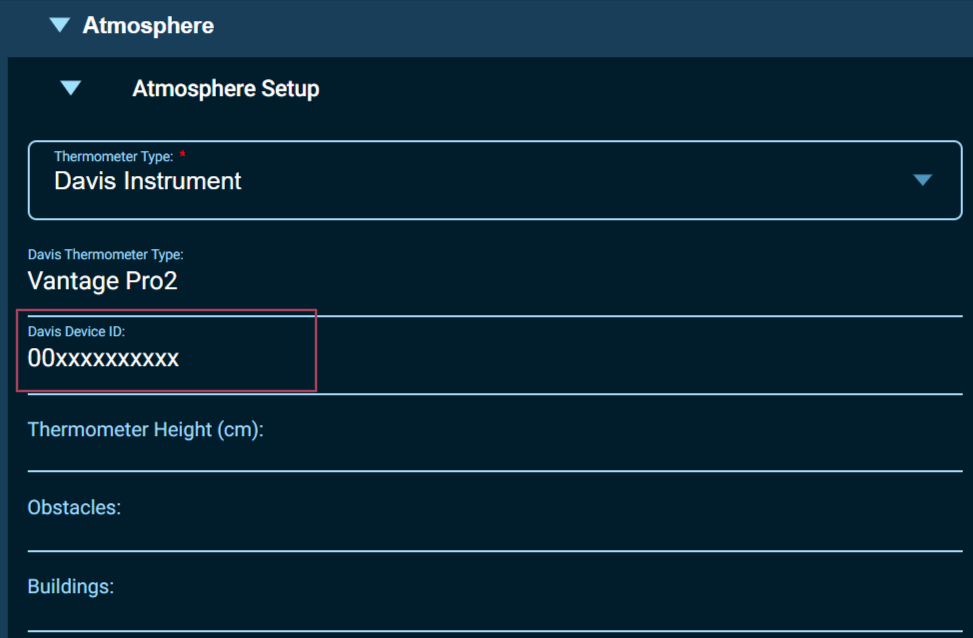 Atmosphere
Atmosphere Setup
Thermometer Type: *
Davis Instrument
Davis Thermometer Type:
Vantage Pro2
Davis Device ID:
00xxxxxxxxxx
Thermometer Height (cm):
Obstacles:
Buildings: